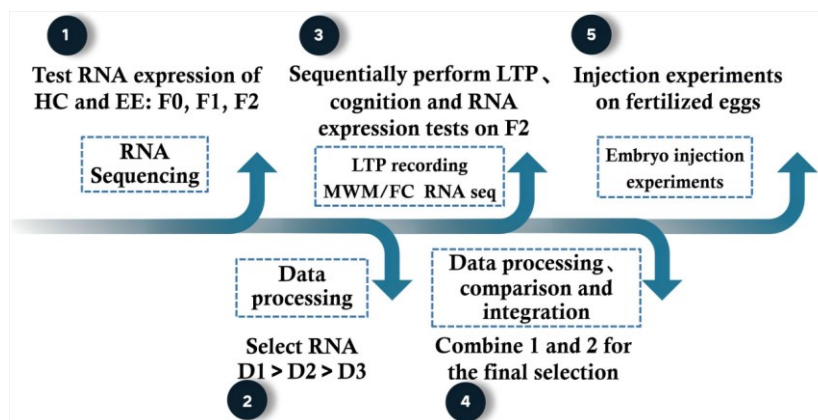 1
Test RNA expression of
HC and EE: F0, F1, F2
RNA
Sequencing
2
Data
processing
Select RNA
D1 > D2 > D3
3
Sequentially perform LTP、
cognition and RNA
expression tests on F2
LTP recording
MWM/FC RNA seq
4
Data processing、
comparison and
integration
Combine 1 and 2 for
the final selection
5
Injection experiments
on fertilized eggs
Embryo injection
experiments